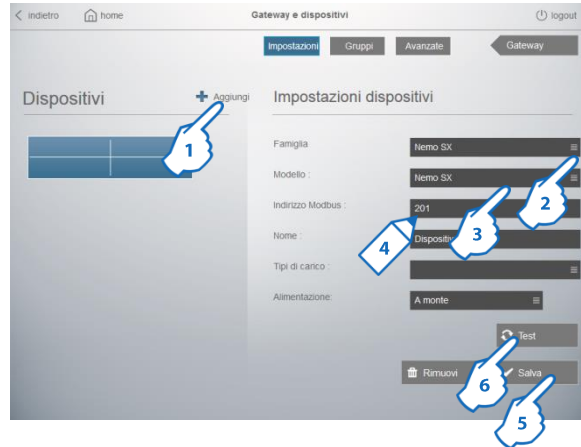 indietro home Gateway e dispositivi logout
Impostazioni Gruppi Avanzate Gateway
Dispositivi Aggiungi Impostazioni dispositivi
1
Famiglia Nemo SX
Modello : Nemo SX
2
Indirizzo Modbus : 201
3
Nome :
4
Tipi di carico :
Alimentazione: A monte
Test
6
Rimuovi Salva
5